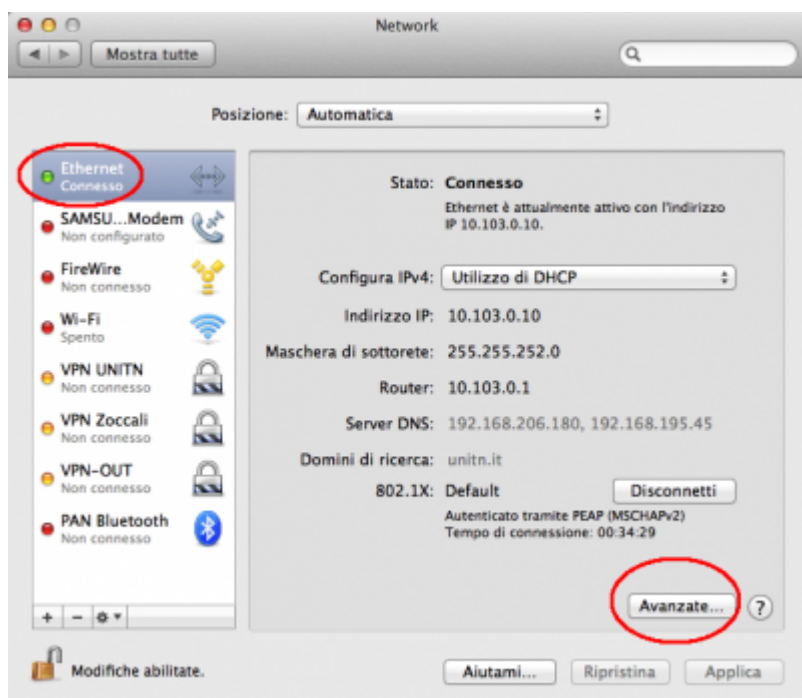 Network
Mostra tutte
Posizione: Automatica
Ethernet
Connesso
SAMSU...Modem
Non configurato
FireWire
Non connesso
Wi-Fi
Spento
VPN UNITN
Non connesso
VPN Zoccali
Non connesso
VPN-OUT
Non connesso
PAN Bluetooth
Non connesso
Stato: Connesso
Ethernet è attualmente attivo con l'indirizzo
IP 10.103.0.10.
Configura IPv4: Utilizzo di DHCP
Indirizzo IP: 10.103.0.10
Maschera di sottorete: 255.255.252.0
Router: 10.103.0.1
Server DNS: 192.168.206.180, 192.168.195.45
Domini di ricerca: unitn.it
802.1X: Default Disconnetti
Autenticato tramite PEAP (MSCHAPv2)
Tempo di connessione: 00:34:29
Avanzate... ?
+ −
Modifiche abilitate.
Aiutami... Ripristina Applica